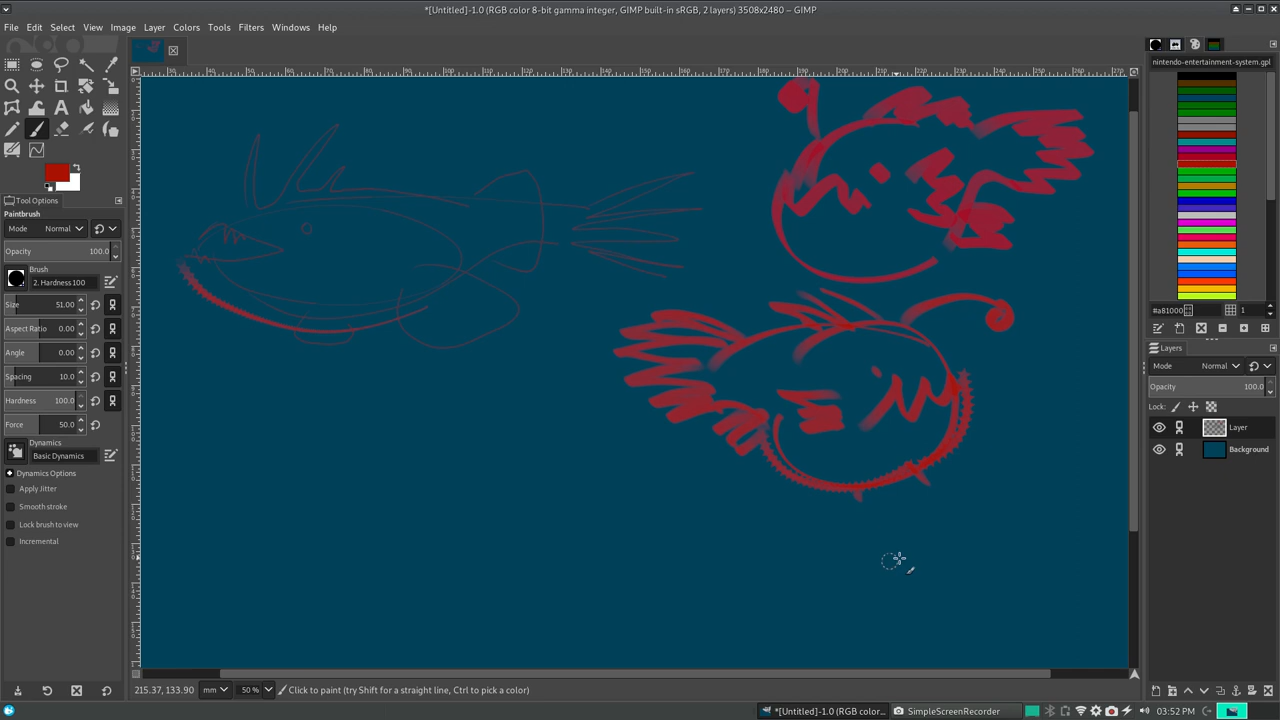 *[Untitled]-1.0 (RGB color 8-bit gamma integer, GIMP built-in sRGB, 2 layers) 3508x2480 – GIMP
File Edit Select View Image Layer Colors Tools Filters Windows Help
nintendo-entertainment-system.gpl
Tool Options
Paintbrush
Mode Normal
Opacity 100.0
Brush
2. Hardness 100
Size 51.00
Aspect Ratio 0.00
Angle 0.00
Spacing 10.0
Hardness 100.0
Force 50.0
Dynamics
Basic Dynamics
Dynamics Options
Apply Jitter
Smooth stroke
Lock brush to view
Incremental
#a81000 1
Layers
Mode Normal
Opacity 100.0
Lock:
Layer
Background
215.37, 133.90 mm 50 % Click to paint (try Shift for a straight line, Ctrl to pick a color)
*[Untitled]-1.0 (RGB color... SimpleScreenRecorder 03:52 PM